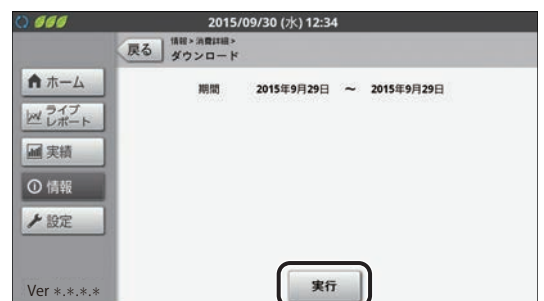 2015/09/30 (水) 12:34
戻る
情報>消費詳細>
ダウンロード
ホーム
ライブ
レポート
実績
情報
設定
Ver *.*.*.*
期間 2015年9月29日 ~ 2015年9月29日
実行